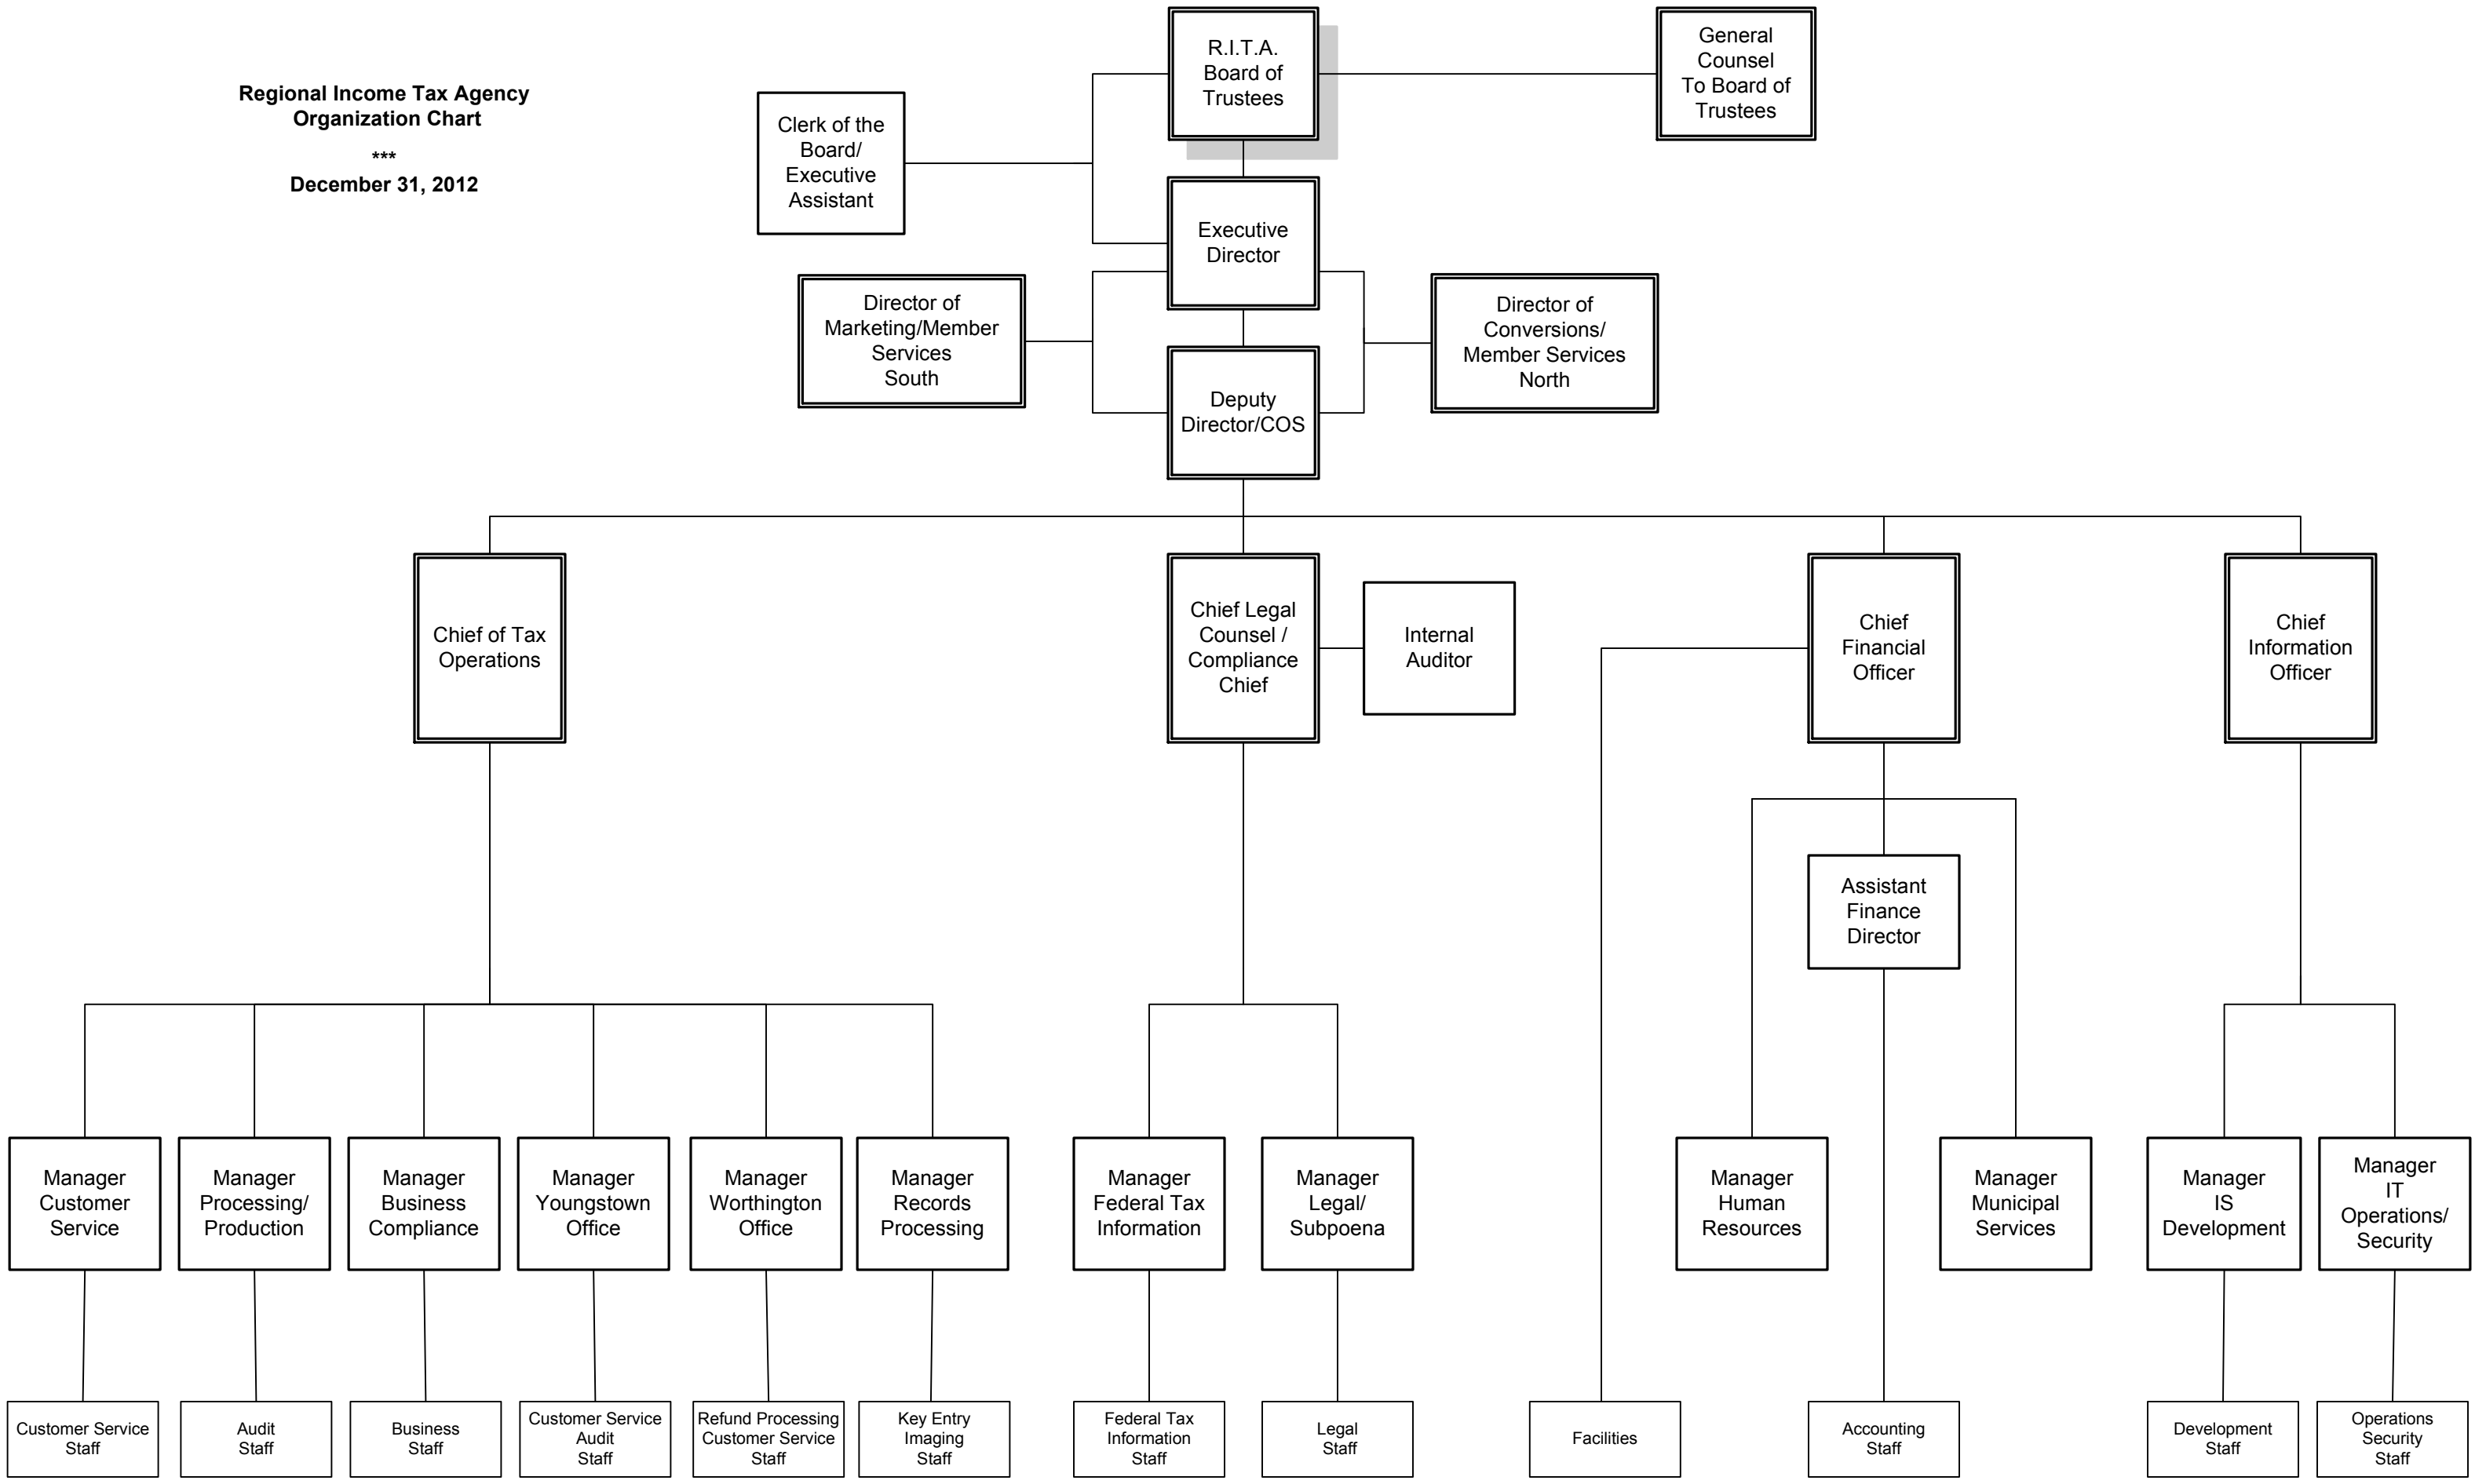 Regional Income Tax Agency
Organization Chart
***
December 31, 2012
R.I.T.A.
Board of
Trustees
General
Counsel
To Board of
Trustees
Clerk of the
Board/
Executive
Assistant
Executive
Director
Director of
Marketing/Member
Services
South
Director of
Conversions/
Member Services
North
Deputy
Director/COS
Chief of Tax
Operations
Chief Legal
Counsel /
Compliance
Chief
Internal
Auditor
Chief
Financial
Officer
Chief
Information
Officer
Assistant
Finance
Director
Manager
Customer
Service
Manager
Processing/
Production
Manager
Business
Compliance
Manager
Youngstown
Office
Manager
Worthington
Office
Manager
Records
Processing
Manager
Federal Tax
Information
Manager
Legal/
Subpoena
Manager
Human
Resources
Manager
Municipal
Services
Manager
IS
Development
Manager
IT
Operations/
Security
Customer Service
Staff
Audit
Staff
Business
Staff
Customer Service
Audit
Staff
Refund Processing
Customer Service
Staff
Key Entry
Imaging
Staff
Federal Tax
Information
Staff
Legal
Staff
Facilities
Accounting
Staff
Development
Staff
Operations
Security
Staff